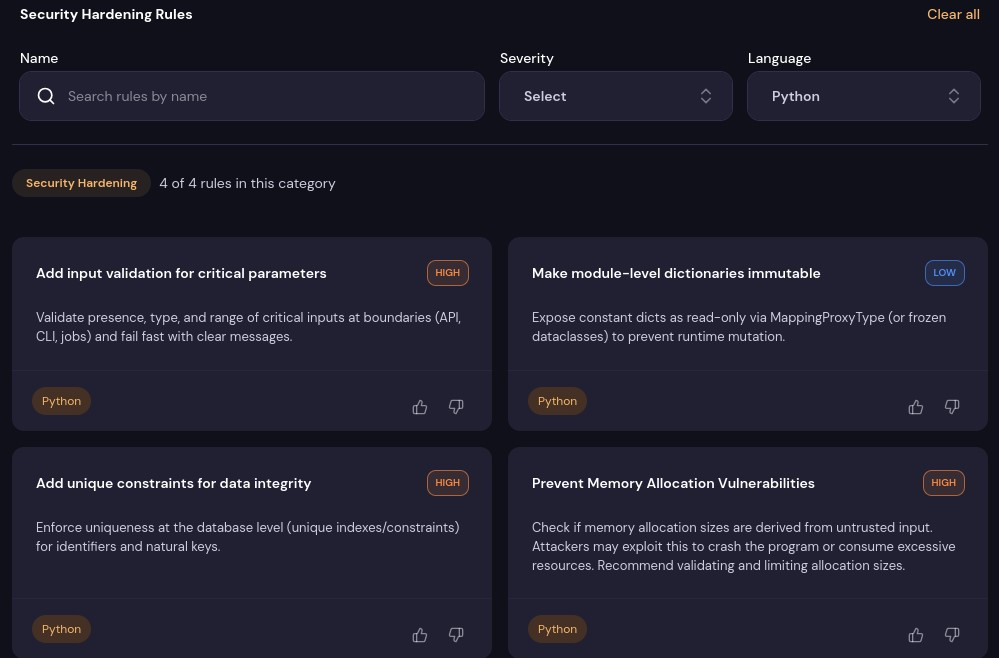 Security Hardening Rules
Clear all
Name
Severity
Language
Search rules by name
Select
Python
Security Hardening
4 of 4 rules in this category
Add input validation for critical parameters
HIGH
Validate presence, type, and range of critical inputs at boundaries (API,
CLI, jobs) and fail fast with clear messages.
Python
Make module-level dictionaries immutable
LOW
Expose constant dicts as read-only via MappingProxyType (or frozen
dataclasses) to prevent runtime mutation.
Python
Add unique constraints for data integrity
HIGH
Enforce uniqueness at the database level (unique indexes/constraints)
for identifiers and natural keys.
Python
Prevent Memory Allocation Vulnerabilities
HIGH
Check if memory allocation sizes are derived from untrusted input.
Attackers may exploit this to crash the program or consume excessive
resources. Recommend validating and limiting allocation sizes.
Python